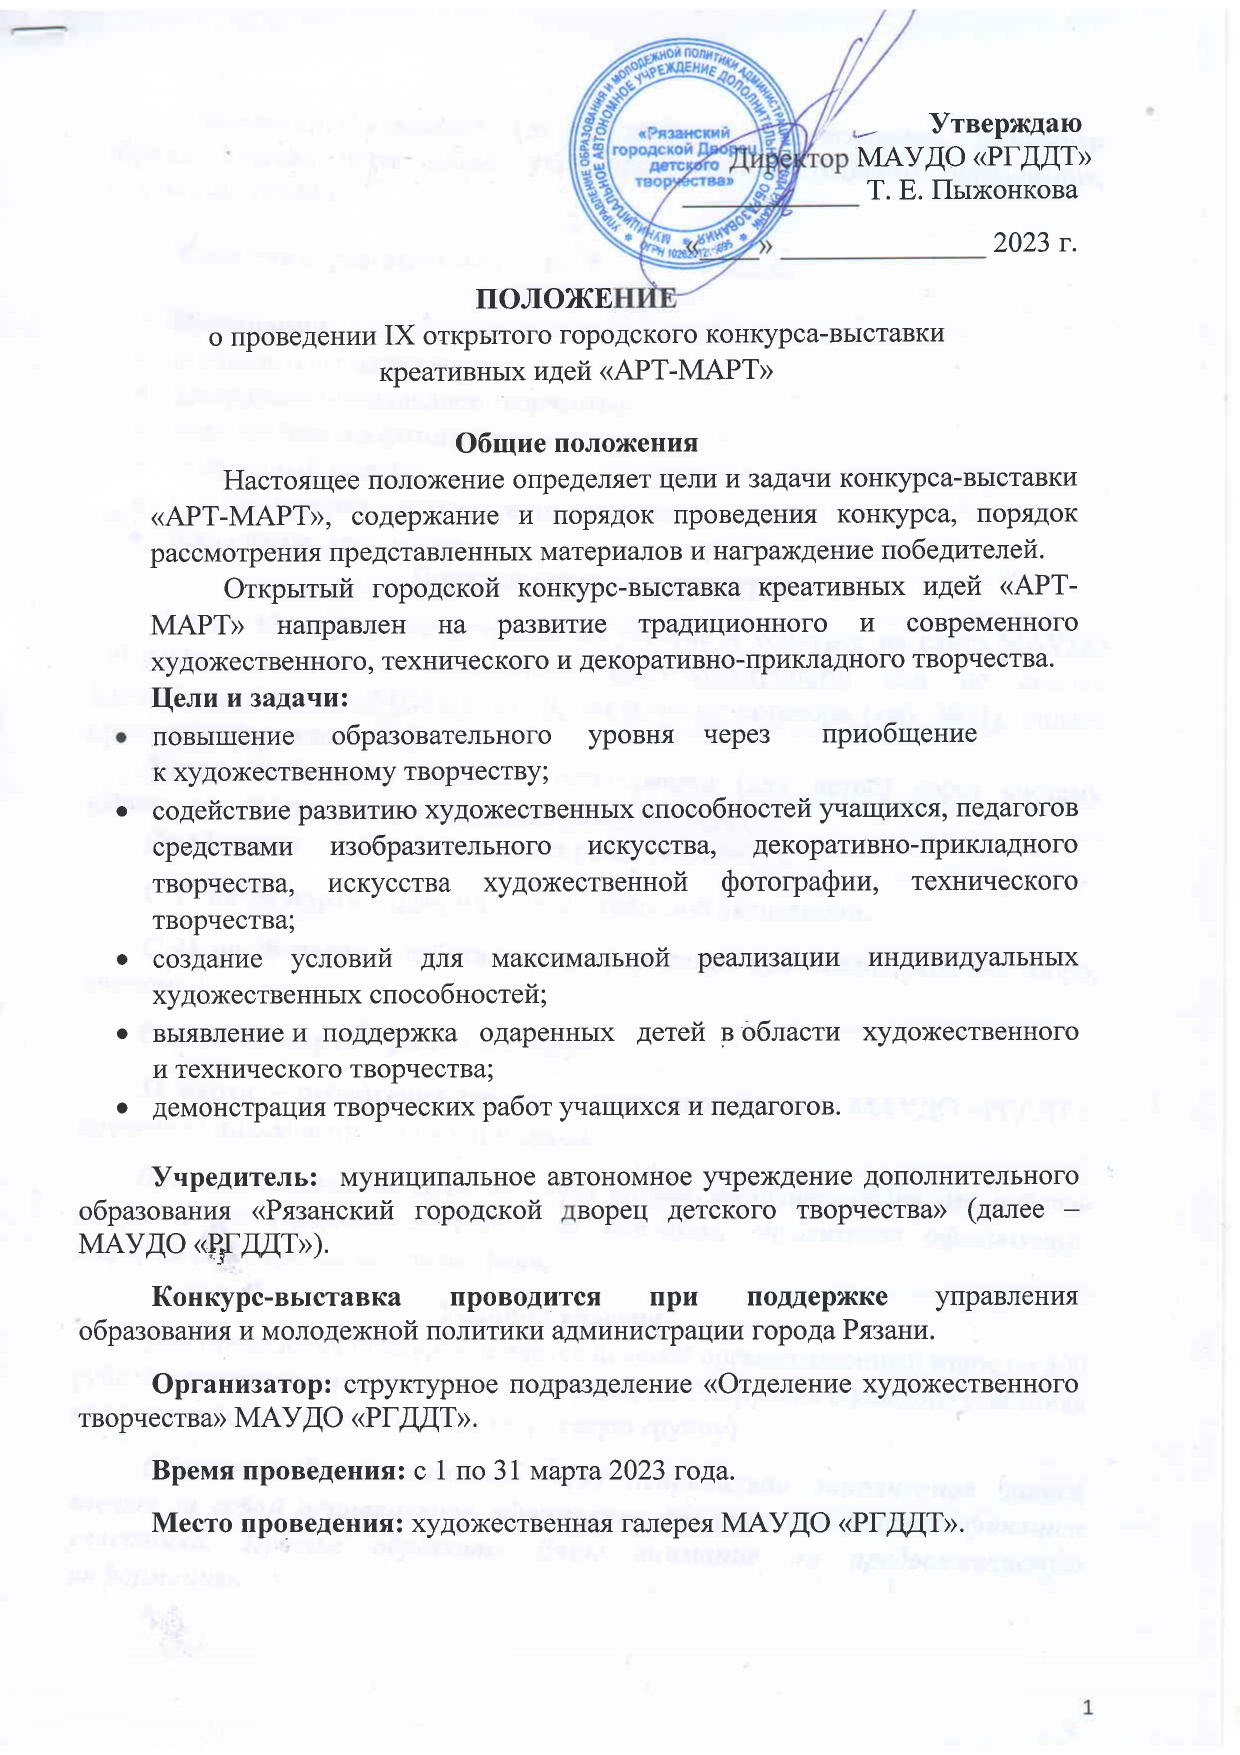 Утверждаю
Директор МАУДО «РГДДТ»
_____________ Т. Е. Пыжонкова
«____» _______________ 2023 г.
«Рязанский
городской Дворец
детского
творчества»
ПОЛОЖЕНИЕ
о проведении IX открытого городского конкурса-выставки
креативных идей «АРТ-МАРТ»
Общие положения
Настоящее положение определяет цели и задачи конкурса-выставки
«АРТ-МАРТ», содержание и порядок проведения конкурса, порядок
рассмотрения представленных материалов и награждение победителей.
Открытый городской конкурс-выставка креативных идей «АРТ-
МАРТ» направлен на развитие традиционного и современного
художественного, технического и декоративно-прикладного творчества.
Цели и задачи:
• повышение образовательного уровня через приобщение
к художественному творчеству;
• содействие развитию художественных способностей учащихся, педагогов
средствами изобразительного искусства, декоративно-прикладного
творчества, искусства художественной фотографии, технического
творчества;
• создание условий для максимальной реализации индивидуальных
художественных способностей;
• выявление и поддержка одаренных детей в области художественного
и технического творчества;
• демонстрация творческих работ учащихся и педагогов.
Учредитель: муниципальное автономное учреждение дополнительного
образования «Рязанский городской дворец детского творчества» (далее –
МАУДО «РГДДТ»).
Конкурс-выставка проводится при поддержке управления
образования и молодежной политики администрации города Рязани.
Организатор: структурное подразделение «Отделение художественного
творчества» МАУДО «РГДДТ».
Время проведения: с 1 по 31 марта 2023 года.
Место проведения: художественная галерея МАУДО «РГДДТ».
1